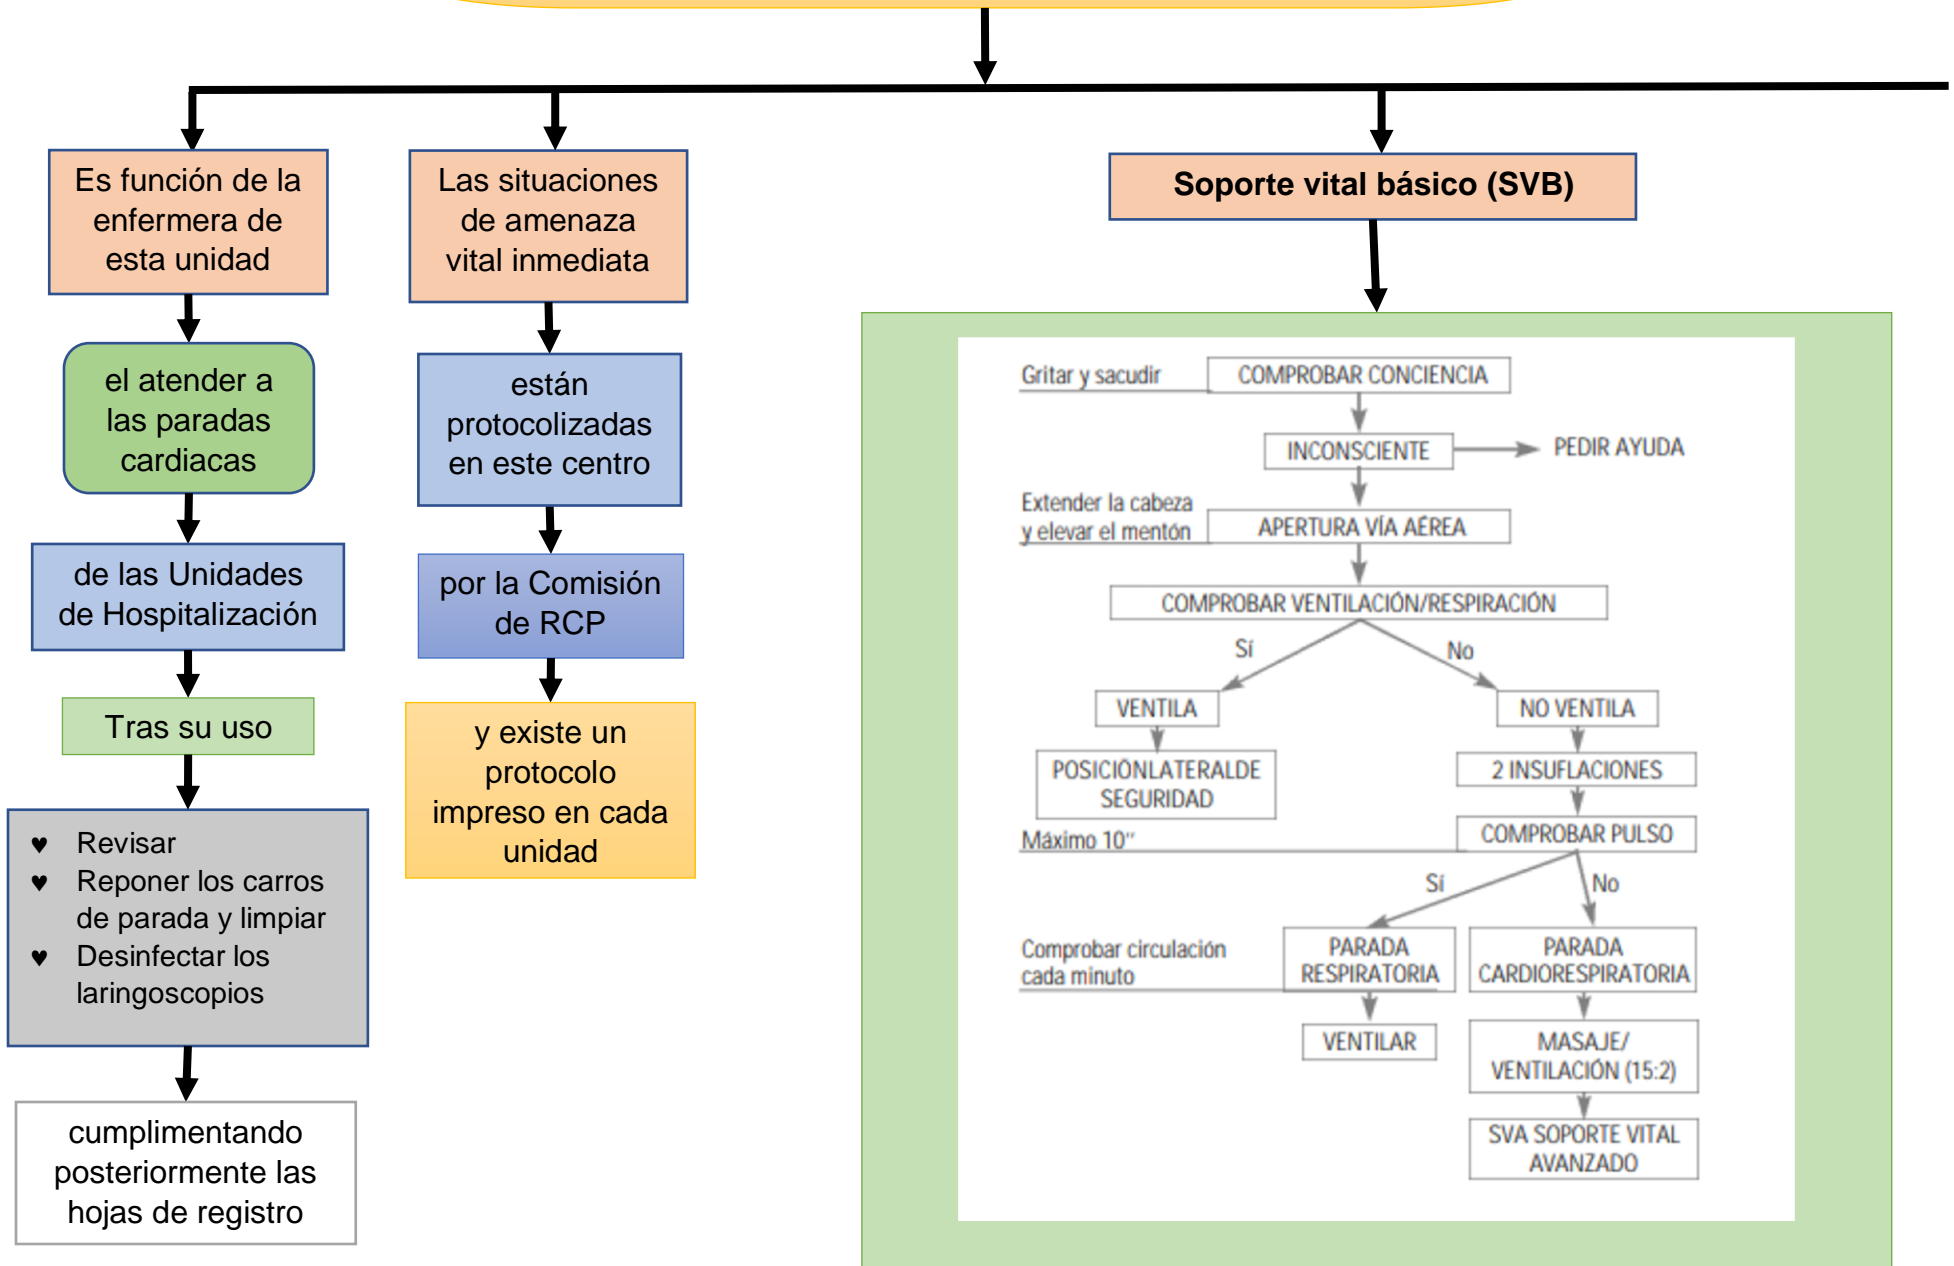 Es función de la
enfermera de
esta unidad
el atender a
las paradas
cardiacas
de las Unidades
de Hospitalización
Tras su uso
♥ Revisar
♥ Reponer los carros
de parada y limpiar
♥ Desinfectar los
laringoscopios
cumplimentando
posteriormente las
hojas de registro
Las situaciones
de amenaza
vital inmediata
están
protocolizadas
en este centro
por la Comisión
de RCP
y existe un
protocolo
impreso en cada
unidad
Soporte vital básico (SVB)
Gritar y sacudir
COMPROBAR CONCIENCIA
INCONSCIENTE
PEDIR AYUDA
Extender la cabeza
y elevar el mentón
APERTURA VÍA AÉREA
COMPROBAR VENTILACIÓN/RESPIRACIÓN
Sí
No
VENTILA
NO VENTILA
POSICIÓNLATERALDE
SEGURIDAD
2 INSUFLACIONES
Máximo 10″
COMPROBAR PULSO
Sí
No
Comprobar circulación
cada minuto
PARADA
RESPIRATORIA
PARADA
CARDIORESPIRATORIA
VENTILAR
MASAJE/
VENTILACIÓN (15:2)
SVA SOPORTE VITAL
AVANZADO